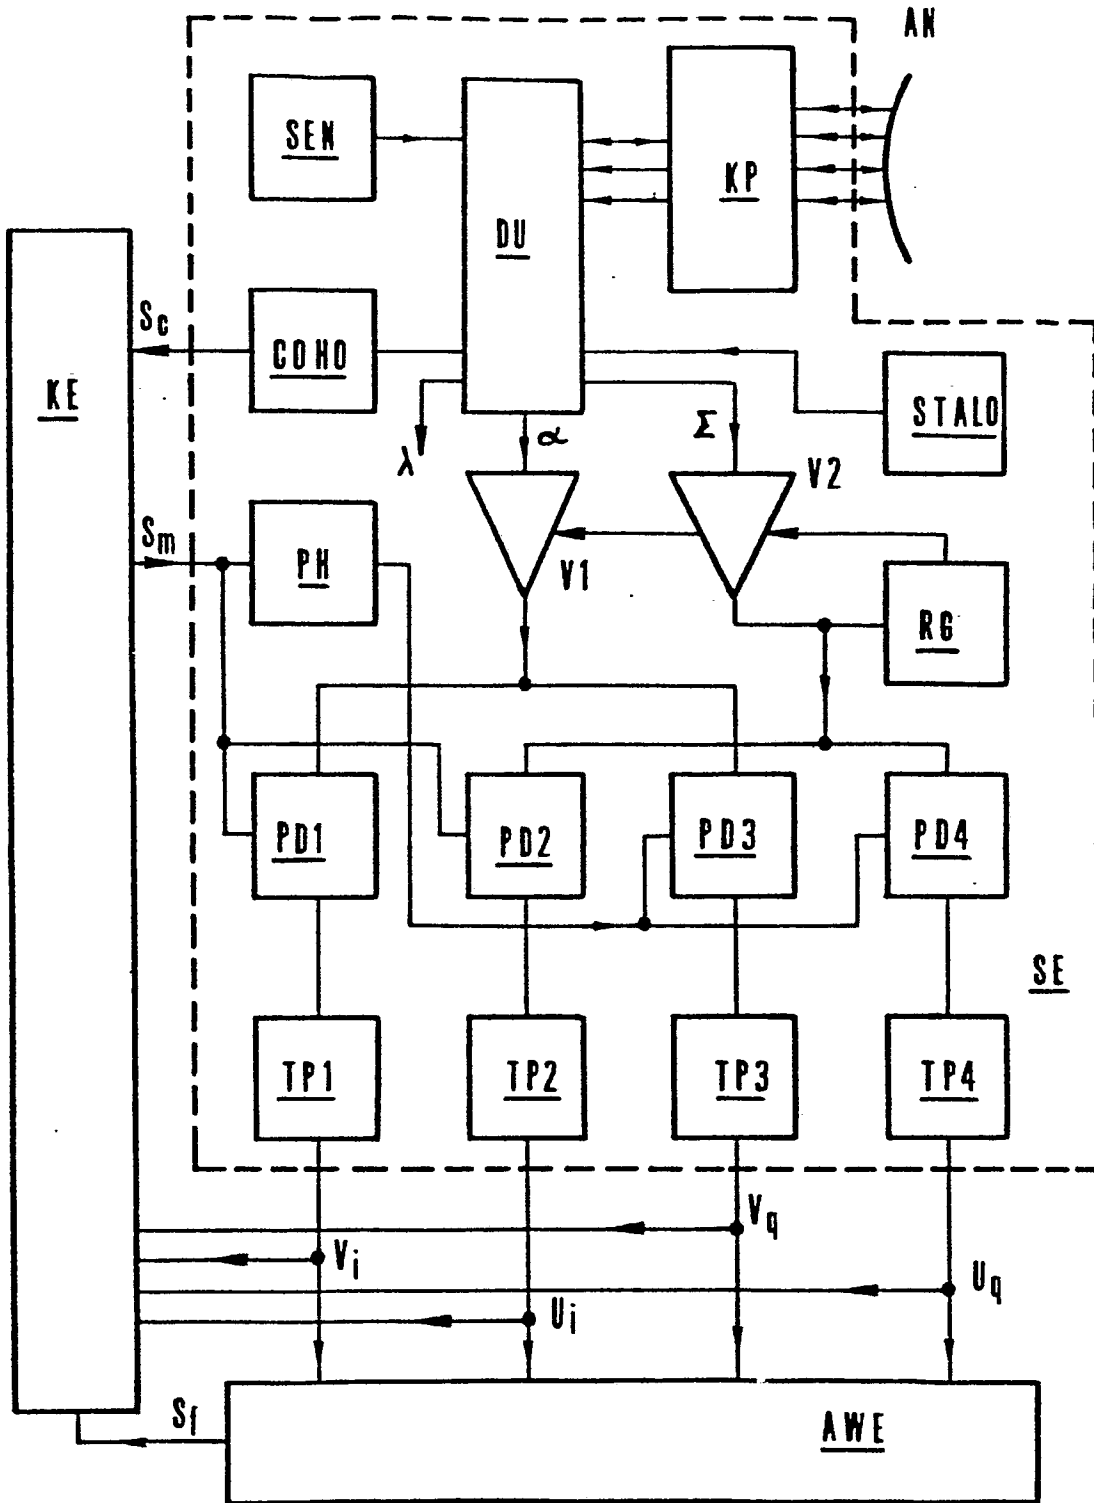 AN
SEN
KP
DU
Sc
COHO
KE
STALO
λ
α
Σ
V2
Sm
PH
V1
RG
PD1
PD2
PD3
PD4
SE
TP1
TP2
TP3
TP4
Vq
Vi
Uq
Ui
Sf
AWE